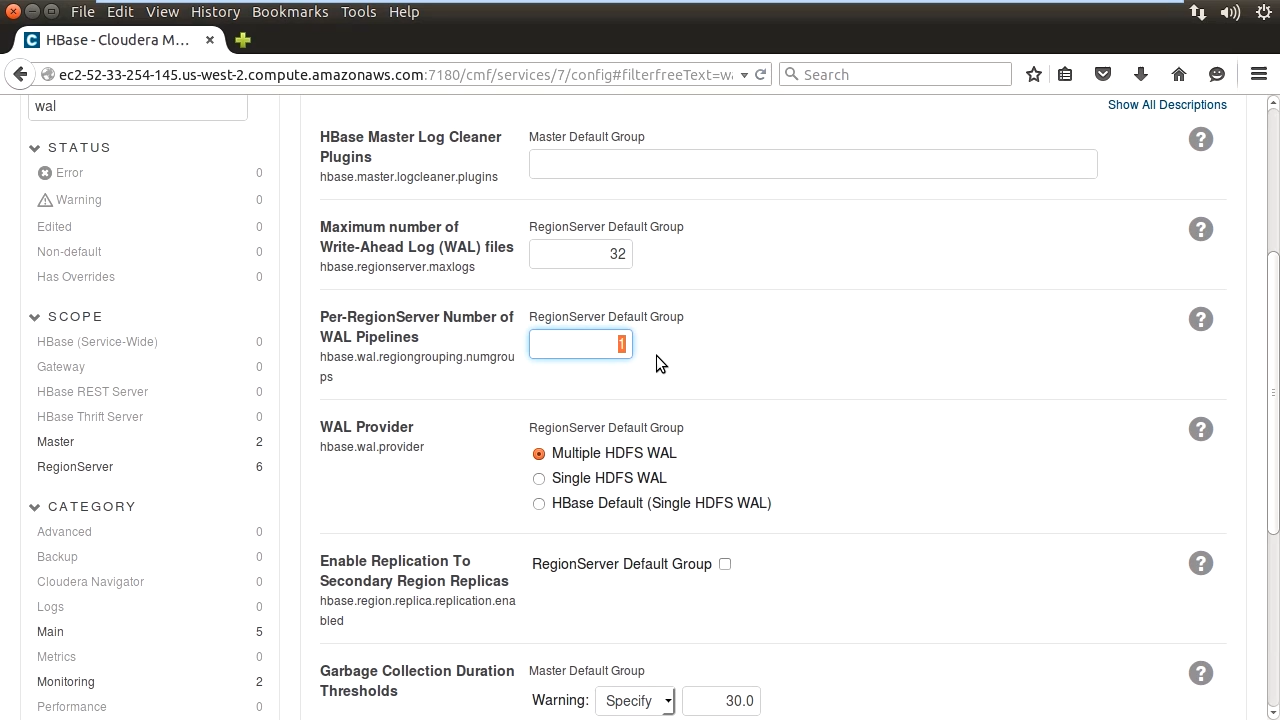 File Edit View History Bookmarks Tools Help
HBase - Cloudera M...
ec2-52-33-254-145.us-west-2.compute.amazonaws.com:7180/cmf/services/7/config#filterfreeText=wa
Search
wal
Show All Descriptions
STATUS
Error 0
Warning 0
Edited 0
Non-default 0
Has Overrides 0
SCOPE
HBase (Service-Wide) 0
Gateway 0
HBase REST Server 0
HBase Thrift Server 0
Master 2
RegionServer 6
CATEGORY
Advanced 0
Backup 0
Cloudera Navigator 0
Logs 0
Main 5
Metrics 0
Monitoring 2
Performance 0
HBase Master Log Cleaner
Plugins
hbase.master.logcleaner.plugins
Master Default Group
?
Maximum number of
Write-Ahead Log (WAL) files
hbase.regionserver.maxlogs
RegionServer Default Group
32
?
Per-RegionServer Number of
WAL Pipelines
hbase.wal.regiongrouping.numgrou
ps
RegionServer Default Group
1
?
WAL Provider
hbase.wal.provider
RegionServer Default Group
Multiple HDFS WAL
Single HDFS WAL
HBase Default (Single HDFS WAL)
?
Enable Replication To
Secondary Region Replicas
hbase.region.replica.replication.ena
bled
RegionServer Default Group
?
Garbage Collection Duration
Thresholds
Master Default Group
Warning: Specify 30.0
?